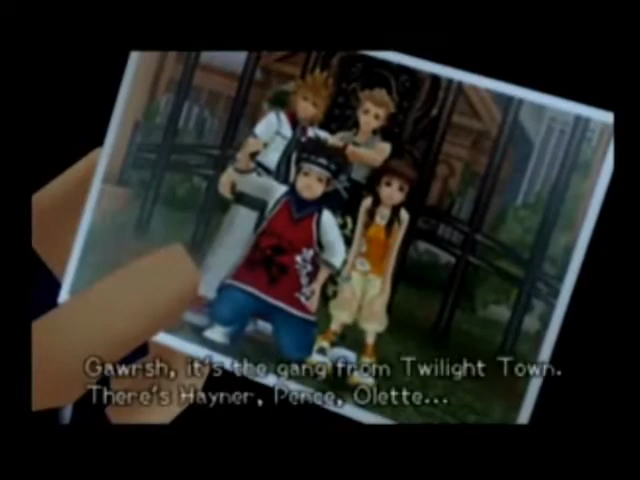 Gawrsh, it's the gang from Twilight Town.
There's Hayner, Pence, Olette...